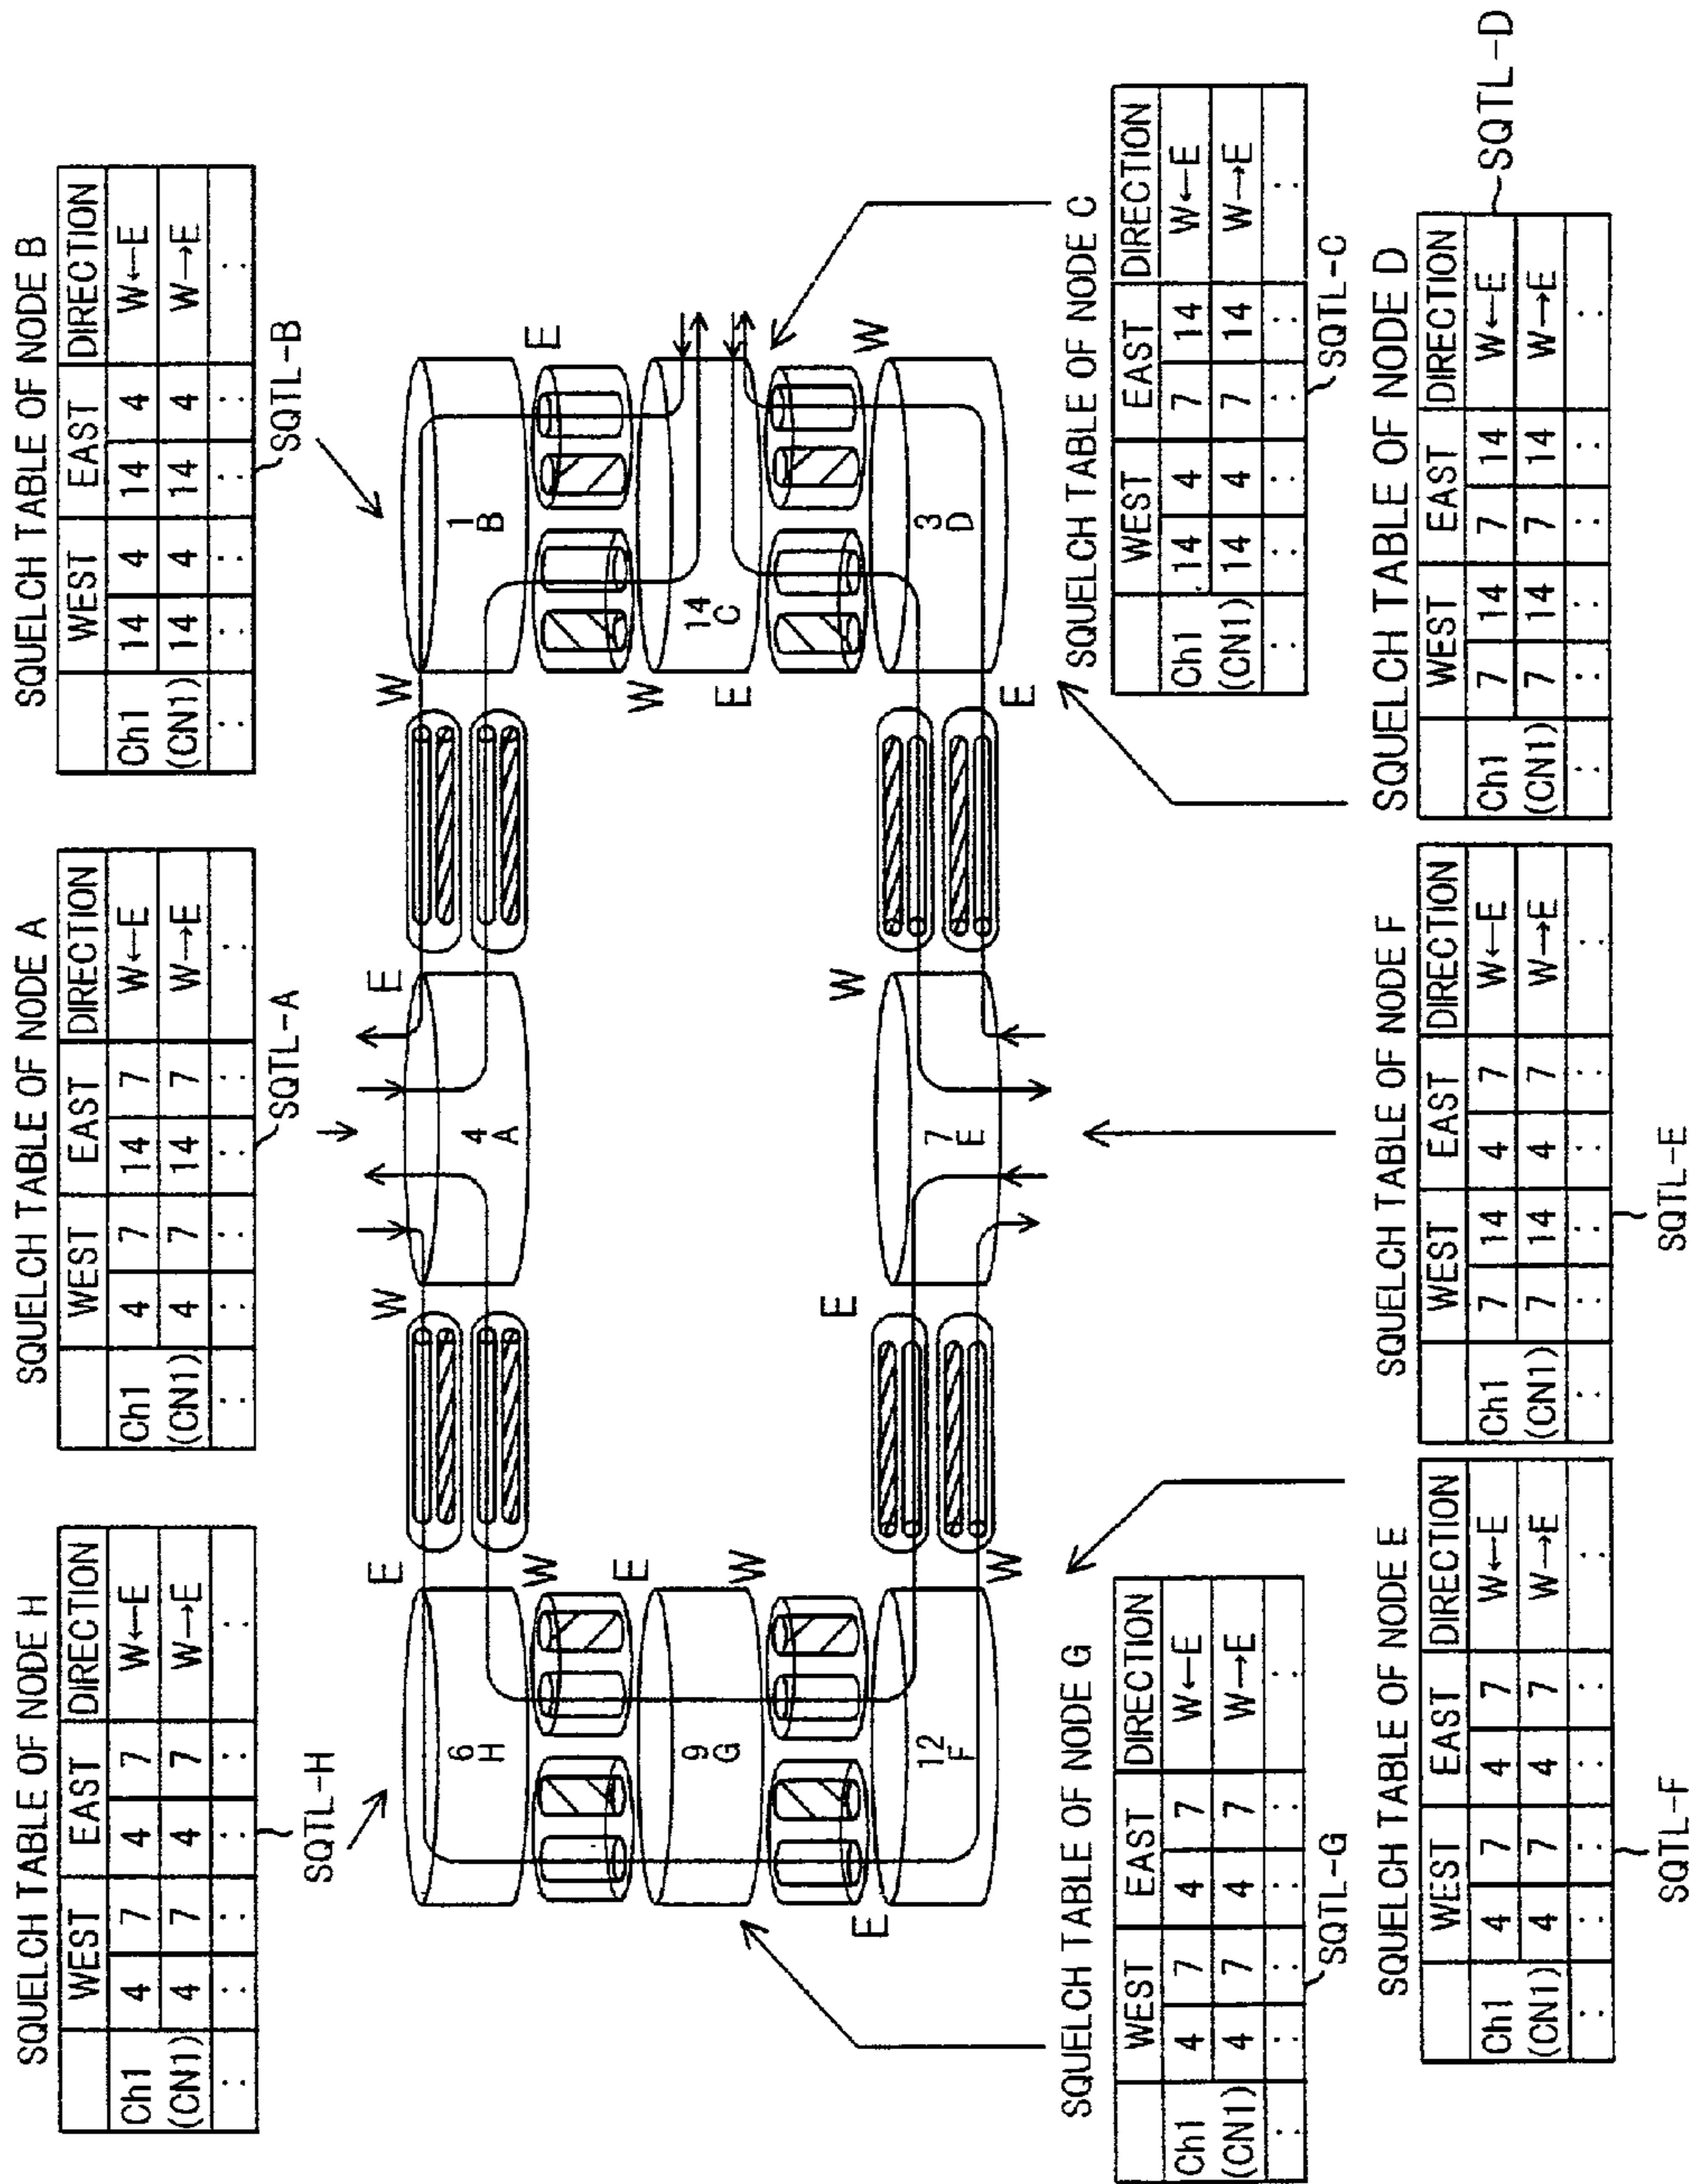 SQUELCH TABLE OF NODE H
WEST EAST DIRECTION
Ch1 4 7 4 7 W←E
(CN1) 4 7 4 7 W→E
: : : : : :
SQTL-H
SQUELCH TABLE OF NODE A
WEST EAST DIRECTION
Ch1 4 7 14 7 W←E
(CN1) 4 7 14 7 W→E
: : : : : :
SQTL-A
SQUELCH TABLE OF NODE B
WEST EAST DIRECTION
Ch1 14 4 14 4 W←E
(CN1) 14 4 14 4 W→E
: : : : : :
SQTL-B
E W E W E
6
H
4
A
1
B
W
E
W
9
G
14
C
W
E
E
W
W
12
F
7
E
3
D
E
W
E
SQUELCH TABLE OF NODE G
WEST EAST DIRECTION
Ch1 4 7 4 7 W←E
(CN1) 4 7 4 7 W→E
: : : : : :
SQTL-G
SQUELCH TABLE OF NODE C
WEST EAST DIRECTION
Ch1 14 4 7 14 W←E
(CN1) 14 4 7 14 W→E
: : : : : :
SQTL-C
SQUELCH TABLE OF NODE E
WEST EAST DIRECTION
Ch1 4 7 4 7 W←E
(CN1) 4 7 4 7 W→E
: : : : : :
SQTL-F
SQUELCH TABLE OF NODE F
WEST EAST DIRECTION
Ch1 7 14 4 7 W←E
(CN1) 7 14 4 7 W→E
: : : : : :
SQTL-E
SQUELCH TABLE OF NODE D
WEST EAST DIRECTION
Ch1 7 14 7 14 W←E
(CN1) 7 14 7 14 W→E
: : : : : :
SQTL-D